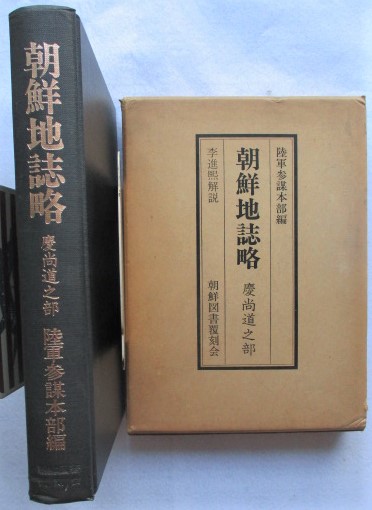 朝鮮地誌略
慶尚道之部
陸軍参謀本部編
陸軍参謀本部編
朝鮮地誌略
慶尚道之部
李進熙解説
朝鮮図書覆刻会